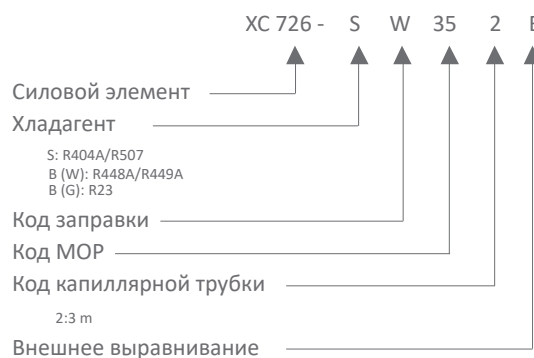 XC 726 - S W 35 2 B
Силовой элемент
Хладагент
S: R404A/R507
B (W): R448A/R449A
B (G): R23
Код заправки
Код МОР
Код капиллярной трубки
2:3 m
Внешнее выравнивание